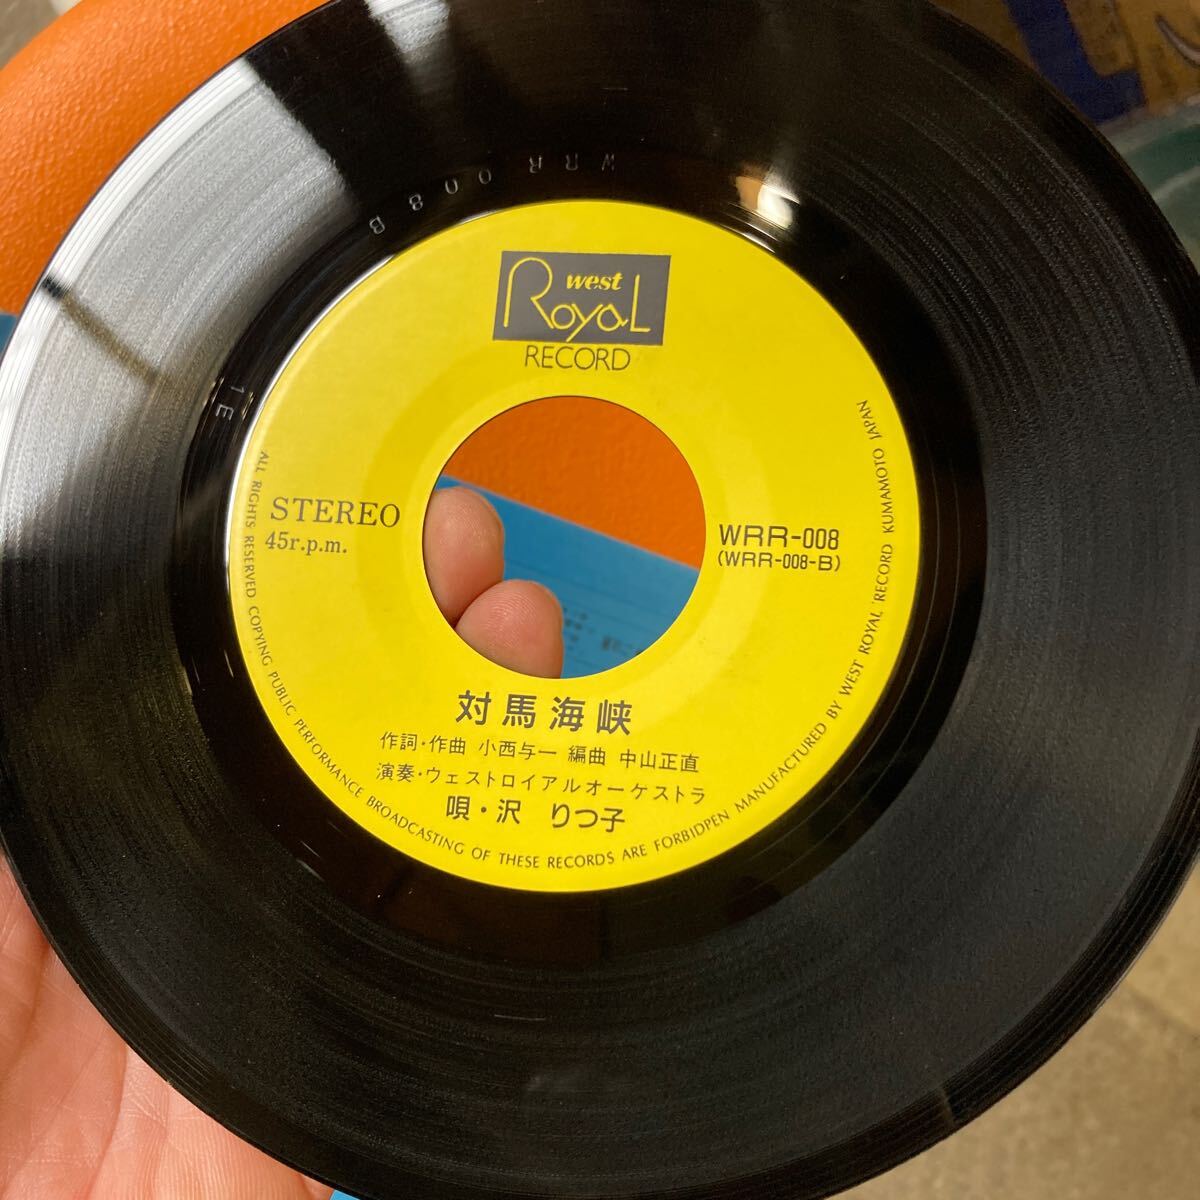 WRR 008 B
1E
west
Royal
RECORD
STEREO
45r.p.m.
WRR-008
(WRR-008-B)
対馬海峡
作詞・作曲 小西与一 編曲 中山正直
演奏・ウェストロイアルオーケストラ
唄・沢 りつ子
ALL RIGHTS RESERVED COPYING PUBLIC PERFORMANCE BROADCASTING OF THESE RECORDS ARE FORBIDPEN MANUFACTURED BY WEST ROYAL RECORD KUMAMOTO JAPAN